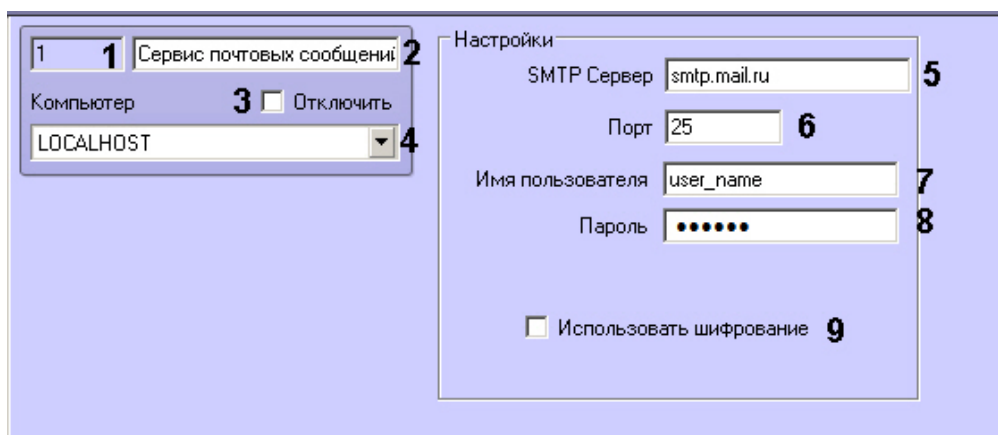 1 1 Сервис почтовых сообщений 2
Компьютер 3 Отключить
LOCALHOST 4
Настройки
SMTP Сервер smtp.mail.ru 5
Порт 25 6
Имя пользователя user_name 7
Пароль •••••• 8
Использовать шифрование 9